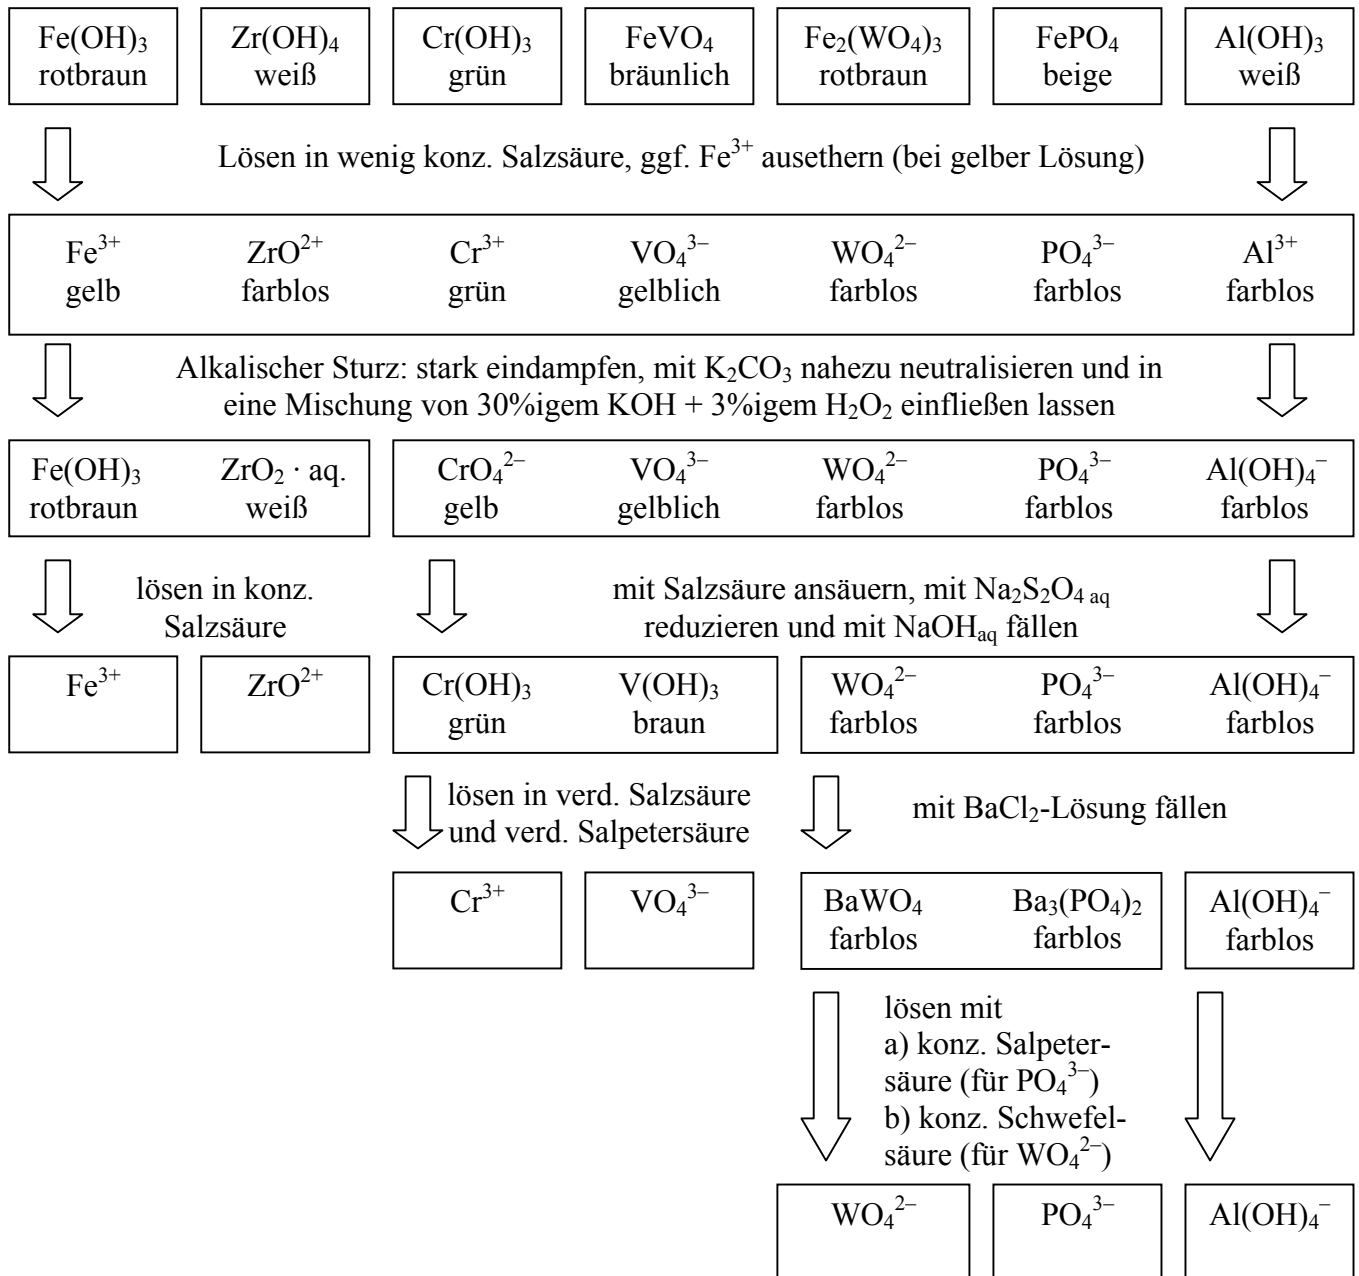 Fe(OH)₃ Zr(OH)₄ Cr(OH)₃ FeVO₄ Fe₂(WO₄)₃ FePO₄ Al(OH)₃
rotbraun weiß grün bräunlich rotbraun beige weiß
Lösen in wenig konz. Salzsäure, ggf. Fe³⁺ ausethern (bei gelber Lösung)
Fe³⁺ ZrO²⁺ Cr³⁺ VO₄³⁻ WO₄²⁻ PO₄³⁻ Al³⁺
gelb farblos grün gelblich farblos farblos farblos
Alkalischer Sturz: stark eindampfen, mit K₂CO₃ nahezu neutralisieren und in
eine Mischung von 30%igem KOH + 3%igem H₂O₂ einfließen lassen
Fe(OH)₃ ZrO₂ · aq. CrO₄²⁻ VO₄³⁻ WO₄²⁻ PO₄³⁻ Al(OH)₄⁻
rotbraun weiß gelb gelblich farblos farblos farblos
lösen in konz.
Salzsäure
mit Salzsäure ansäuern, mit Na₂S₂O₄ aq
reduzieren und mit NaOHaq fällen
Fe³⁺ ZrO²⁺ Cr(OH)₃ V(OH)₃ WO₄²⁻ PO₄³⁻ Al(OH)₄⁻
grün braun farblos farblos farblos
lösen in verd. Salzsäure
und verd. Salpetersäure
mit BaCl₂-Lösung fällen
Cr³⁺ VO₄³⁻ BaWO₄ Ba₃(PO₄)₂ Al(OH)₄⁻
farblos farblos farblos
lösen mit
a) konz. Salpeter-
säure (für PO₄³⁻)
b) konz. Schwefel-
säure (für WO₄²⁻)
WO₄²⁻ PO₄³⁻ Al(OH)₄⁻